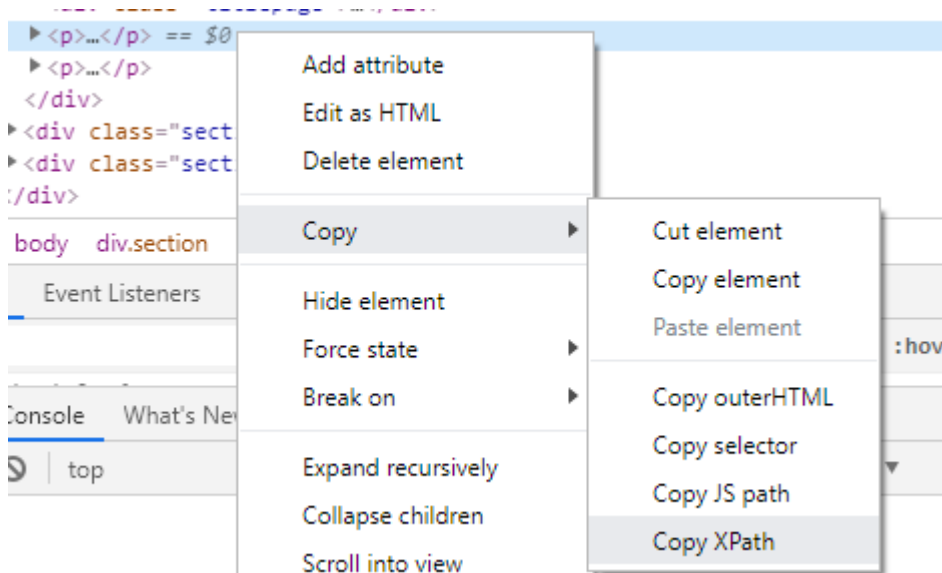 <p>…</p> == $0
<p>…</p>
</div>
<div class="sect
<div class="sect
/div>
body div.section
Event Listeners
:hov
Console What's Ne
top
Add attribute
Edit as HTML
Delete element
Copy
Hide element
Force state
Break on
Expand recursively
Collapse children
Scroll into view
Cut element
Copy element
Paste element
Copy outerHTML
Copy selector
Copy JS path
Copy XPath